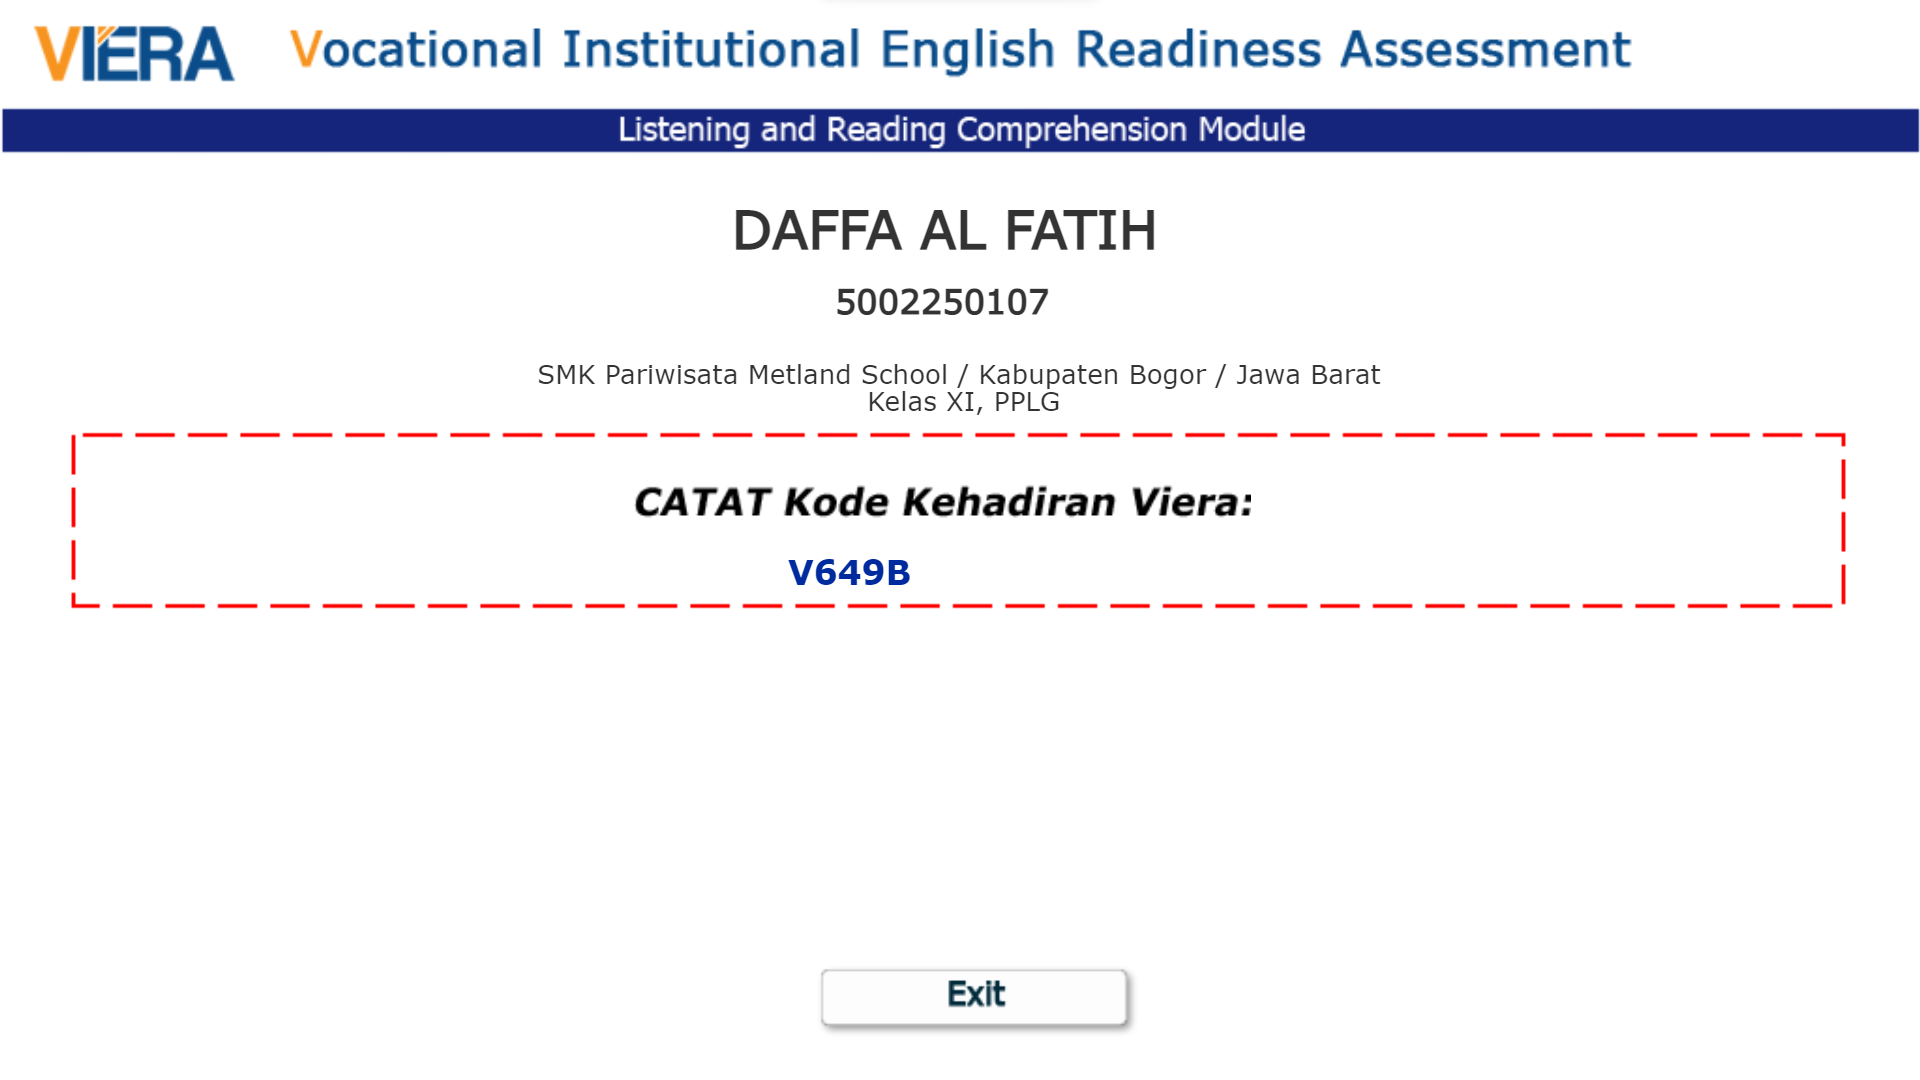 VIERA Vocational Institutional English Readiness Assessment
Listening and Reading Comprehension Module
DAFFA AL FATIH
5002250107
SMK Pariwisata Metland School / Kabupaten Bogor / Jawa Barat
Kelas XI, PPLG
CATAT Kode Kehadiran Viera:
V649B
Exit